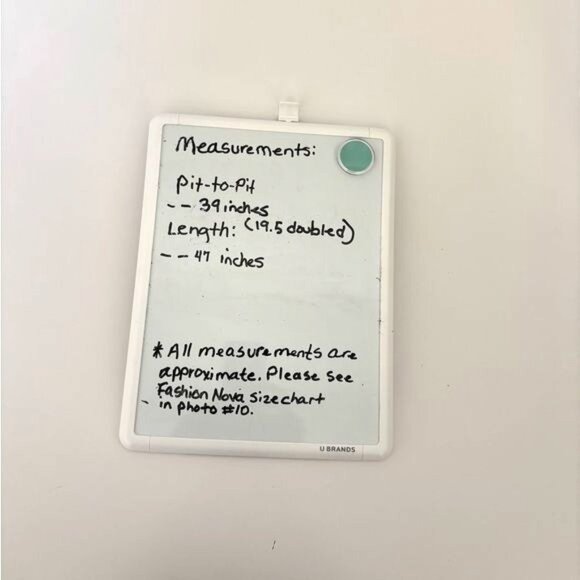 Measurements:
Pit-to-Pit
-- 39 inches
Length: (19.5 doubled)
-- 47 inches
* All measurements are
approximate. Please see
Fashion Nova size chart
in photo #10.
U BRANDS